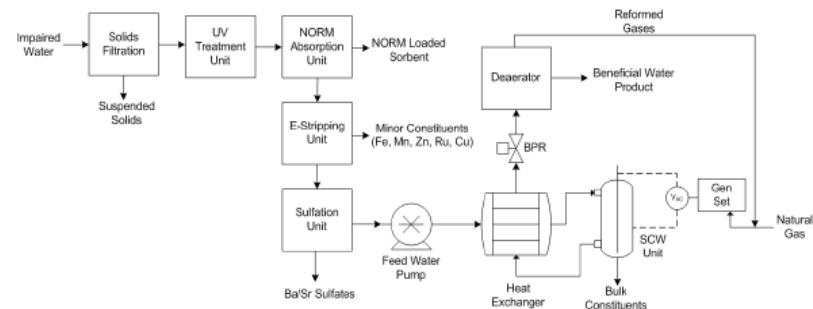 Reformed
Gases
Impaired
Water
Solids
Filtration
UV
Treatment
Unit
NORM
Absorption
Unit
NORM Loaded
Sorbent
Deaerator
Beneficial Water
Product
Suspended
Solids
E-Stripping
Unit
Minor Constituents
(Fe, Mn, Zn, Ru, Cu)
BPR
Sulfation
Unit
Feed Water
Pump
Heat
Exchanger
SCW
Unit
VAC
Gen
Set
Natural
Gas
Ba/Sr Sulfates
Bulk
Constituents